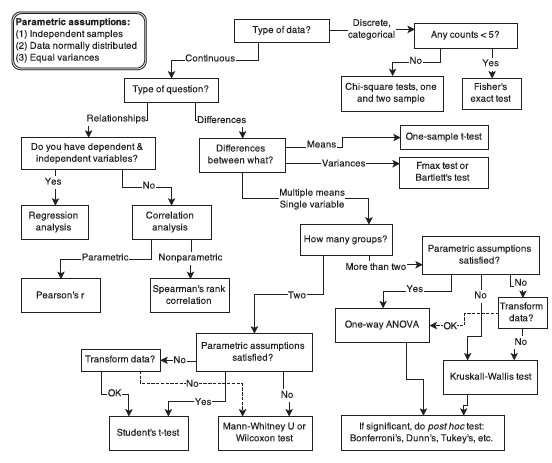 Parametric assumptions:
(1) Independent samples
(2) Data normally distributed
(3) Equal variances
Type of data?
Discrete,
categorical
Any counts < 5?
Continuous
No
Yes
Type of question?
Chi-square tests, one
and two sample
Fisher's
exact test
Relationships
Differences
Do you have dependent &
independent variables?
Differences
between what?
Means
One-sample t-test
Variances
Fmax test or
Bartlett's test
Yes
No
Multiple means
Single variable
Regression
analysis
Correlation
analysis
How many groups?
Parametric assumptions
satisfied?
Parametric
Nonparametric
More than two
Pearson's r
Spearman's rank
correlation
Two
Yes
No
No
Transform
data?
One-way ANOVA
OK
No
Transform data?
No
Parametric assumptions
satisfied?
Kruskall-Wallis test
OK
No
Yes
No
Student's t-test
Mann-Whitney U or
Wilcoxon test
If significant, do post hoc test:
Bonferroni's, Dunn's, Tukey's, etc.